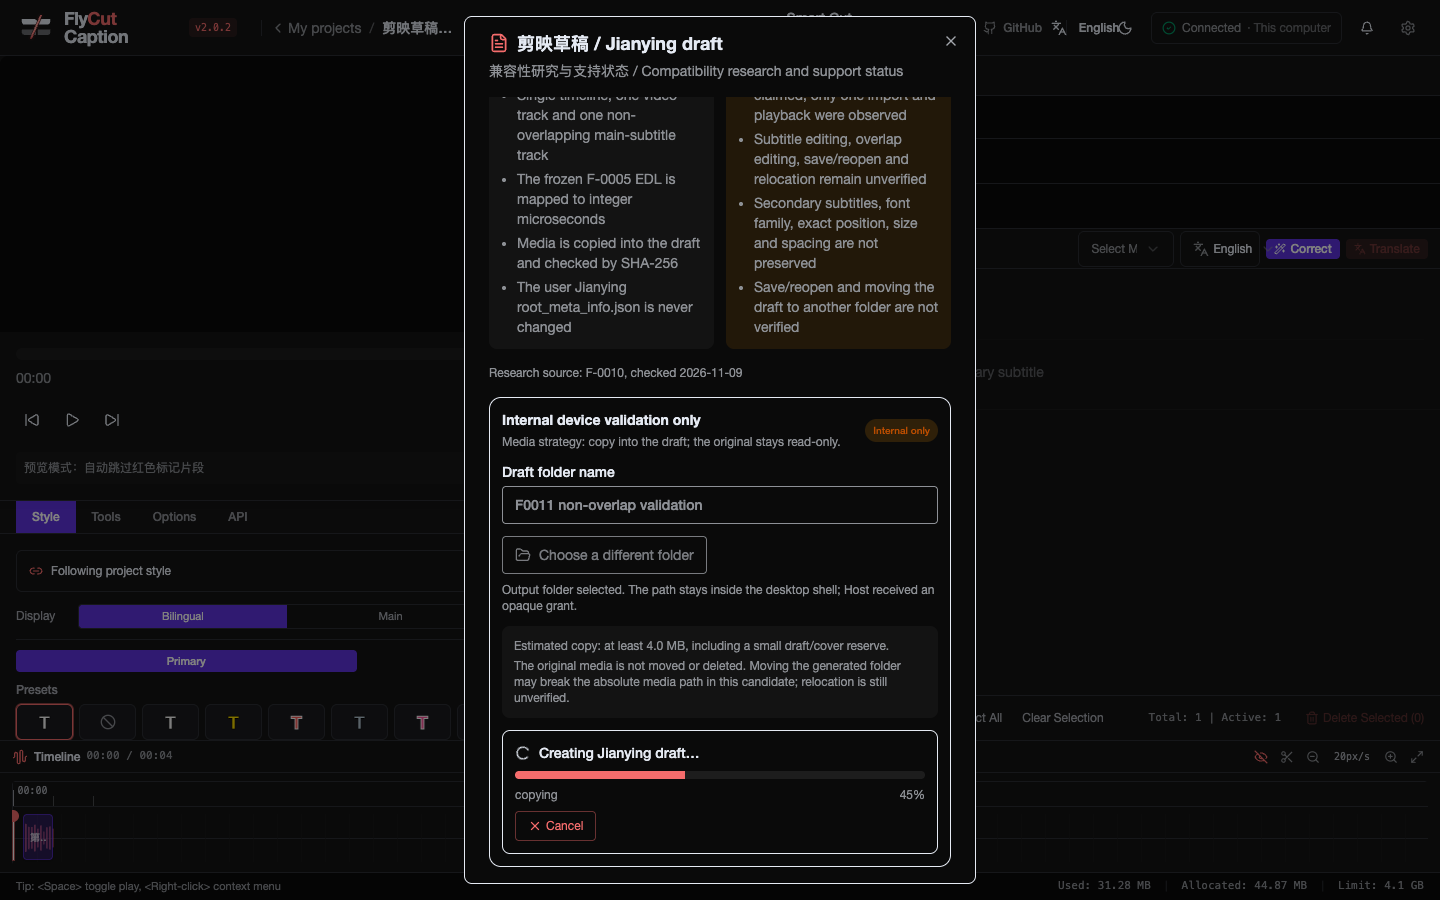 FlyCut
Caption
v2.0.2
My projects / 剪映草稿...
GitHub
English
Connected · This computer
剪映草稿 / Jianying draft
兼容性研究与支持状态 / Compatibility research and support status
Single timeline, one video
track and one non-
overlapping main-subtitle
track
The frozen F-0005 EDL is
mapped to integer
microseconds
Media is copied into the draft
and checked by SHA-256
The user Jianying
root_meta_info.json is never
changed
claimed; only one import and
playback were observed
Subtitle editing, overlap
editing, save/reopen and
relocation remain unverified
Secondary subtitles, font
family, exact position, size
and spacing are not
preserved
Save/reopen and moving the
draft to another folder are not
verified
Research source: F-0010, checked 2026-11-09
Internal device validation only
Internal only
Media strategy: copy into the draft; the original stays read-only.
Draft folder name
F0011 non-overlap validation
Choose a different folder
Output folder selected. The path stays inside the desktop shell; Host received an
opaque grant.
Estimated copy: at least 4.0 MB, including a small draft/cover reserve.
The original media is not moved or deleted. Moving the generated folder
may break the absolute media path in this candidate; relocation is still
unverified.
Creating Jianying draft...
copying 45%
Cancel
Select M
English
Correct
Translate
ary subtitle
00:00
预览模式：自动跳过红色标记片段
Style Tools Options API
Following project style
Display Bilingual Main
Primary
Presets
T T T T T T
ct All Clear Selection Total: 1 | Active: 1 Delete Selected (0)
Timeline 00:00 / 00:04
20px/s
00:00
Tip: <Space> toggle play, <Right-click> context menu
Used: 31.28 MB Allocated: 44.87 MB Limit: 4.1 GB